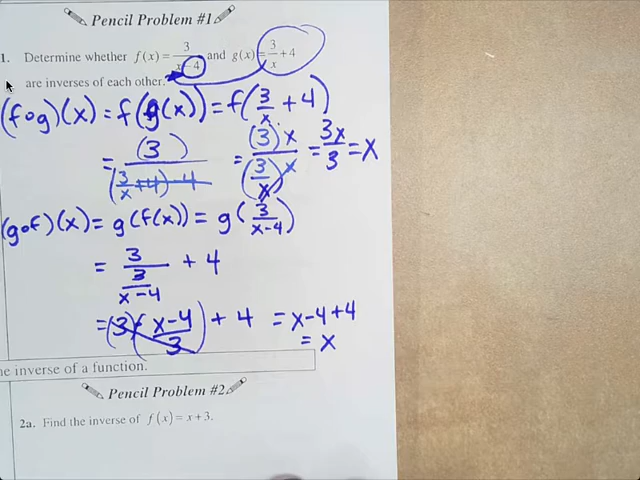 Pencil Problem #1
1. Determine whether f(x) = 3/(x−4) and g(x) = 3/x + 4
are inverses of each other.
(f∘g)(x) = f(g(x)) = f(3/x + 4)
= (3)/((3/x + 4) − 4) = (3)x/(3/x)x = 3x/3 = x
(g∘f)(x) = g(f(x)) = g(3/(x−4))
= 3/(3/(x−4)) + 4
= (3)·((x−4)/3) + 4 = x−4+4
= x
he inverse of a function.
Pencil Problem #2
2a. Find the inverse of f(x) = x + 3.